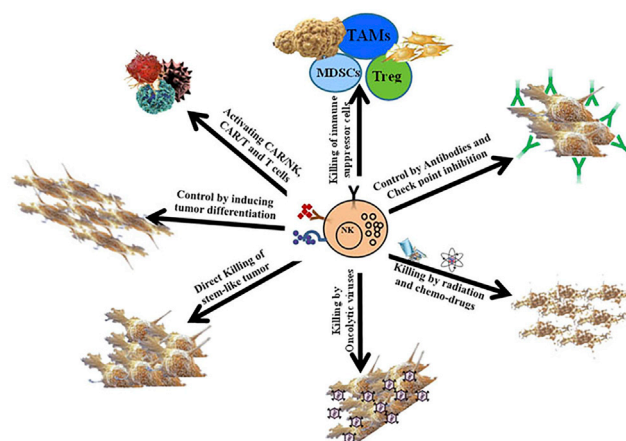 TAMs
MDSCs
Treg
Killing of immune
suppressor cells
Activating CAR/NK,
CAR/T and T cells
Control by Antibodies and
Check point inhibition
Control by inducing
tumor differentiation
NK
Direct Killing of
stem-like tumor
Killing by radiation
and chemo-drugs
Killing by
Oncolytic viruses